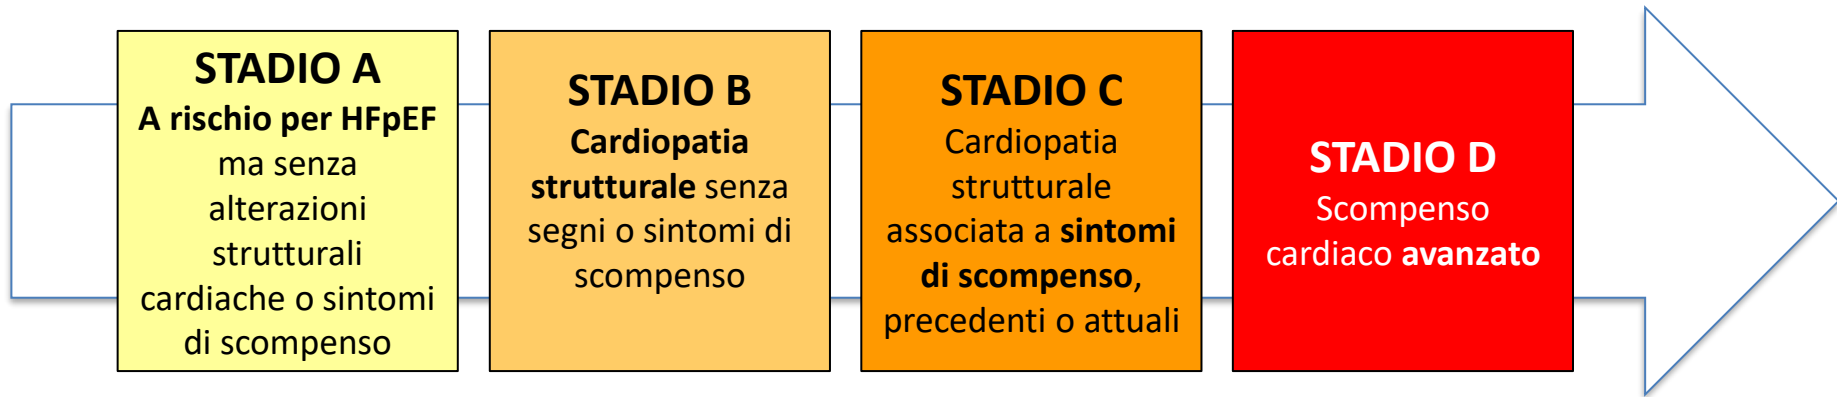 STADIO A
A rischio per HFpEF
ma senza
alterazioni
strutturali
cardiache o sintomi
di scompenso
STADIO B
Cardiopatia
strutturale senza
segni o sintomi di
scompenso
STADIO C
Cardiopatia
strutturale
associata a sintomi
di scompenso,
precedenti o attuali
STADIO D
Scompenso
cardiaco avanzato